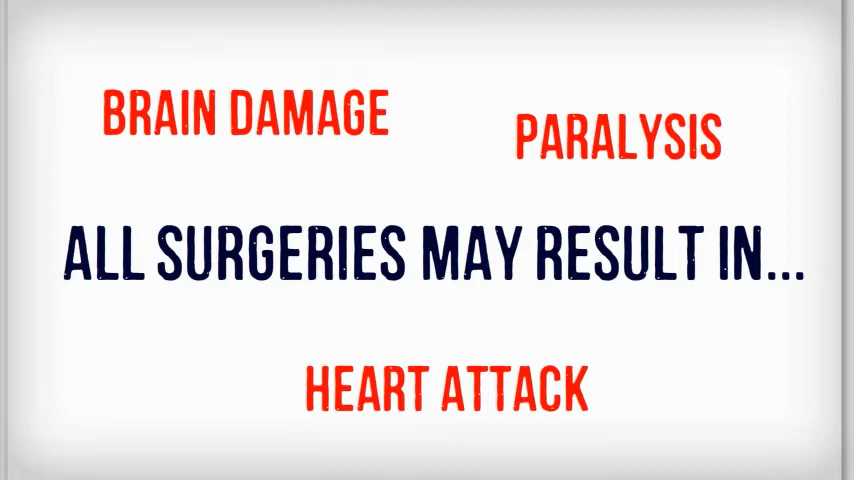 BRAIN DAMAGE
PARALYSIS
ALL SURGERIES MAY RESULT IN...
HEART ATTACK